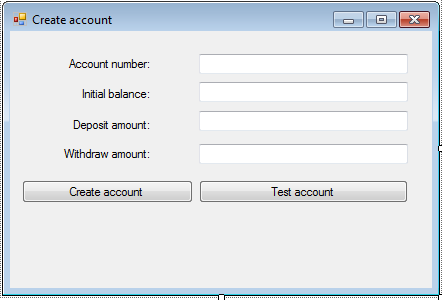 Create account
Account number:
Initial balance:
Deposit amount:
Withdraw amount:
Create account
Test account